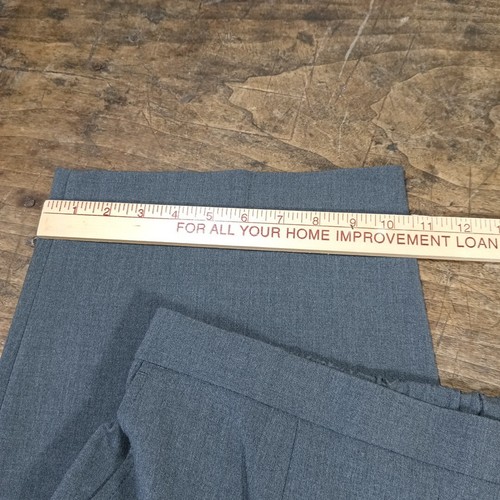 1 2 3 4 5 6 7 8 9 10 11 12
FOR ALL YOUR HOME IMPROVEMENT LOAN